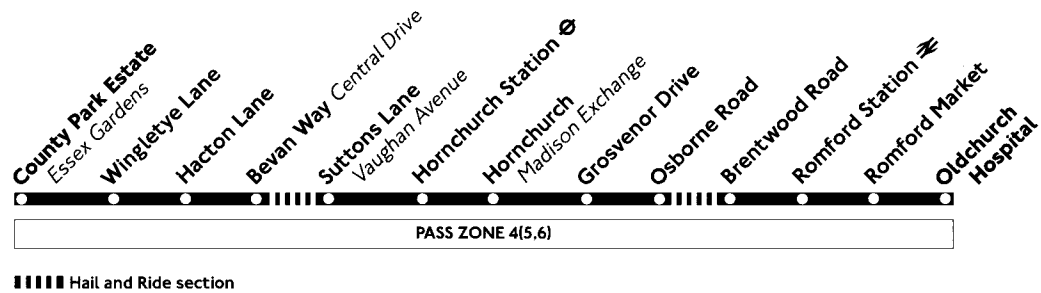 County Park Estate
Essex Gardens
Wingletye Lane
Hacton Lane
Bevan Way Central Drive
Suttons Lane
Vaughan Avenue
Hornchurch Station
Hornchurch
Madison Exchange
Grosvenor Drive
Osborne Road
Brentwood Road
Romford Station
Romford Market
Oldchurch
Hospital
PASS ZONE 4(5,6)
Hail and Ride section